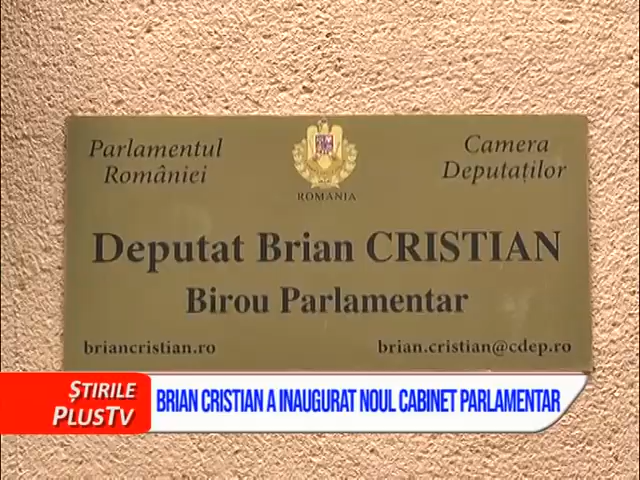 Parlamentul
României
ROMÂNIA
Camera
Deputaților
Deputat Brian CRISTIAN
Birou Parlamentar
briancristian.ro
brian.cristian@cdep.ro
ȘTIRILE
PLUSTV
BRIAN CRISTIAN A INAUGURAT NOUL CABINET PARLAMENTAR